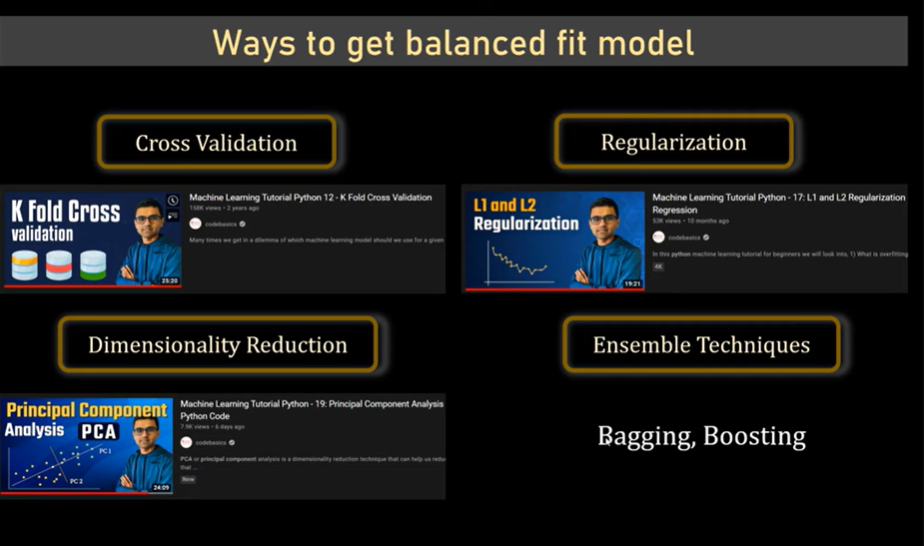 Ways to get balanced fit model
Cross Validation
Regularization
K Fold Cross
validation
25:20
Machine Learning Tutorial Python 12 - K Fold Cross Validation
158K views • 2 years ago
codebasics
Many times we get in a dilemma of which machine learning model should we use for a given
L1 and L2
Regularization
19:21
Machine Learning Tutorial Python - 17: L1 and L2 Regularization
Regression
53K views • 10 months ago
codebasics
In this python machine learning tutorial for beginners we will look into, 1) What is overfitting
4K
Dimensionality Reduction
Ensemble Techniques
Principal Component
Analysis PCA
PC 1
PC 2
24:09
Machine Learning Tutorial Python - 19: Principal Component Analysis
Python Code
7.9K views • 6 days ago
codebasics
PCA or principal component analysis is a dimensionality reduction technique that can help us redu
that ...
New
Bagging, Boosting